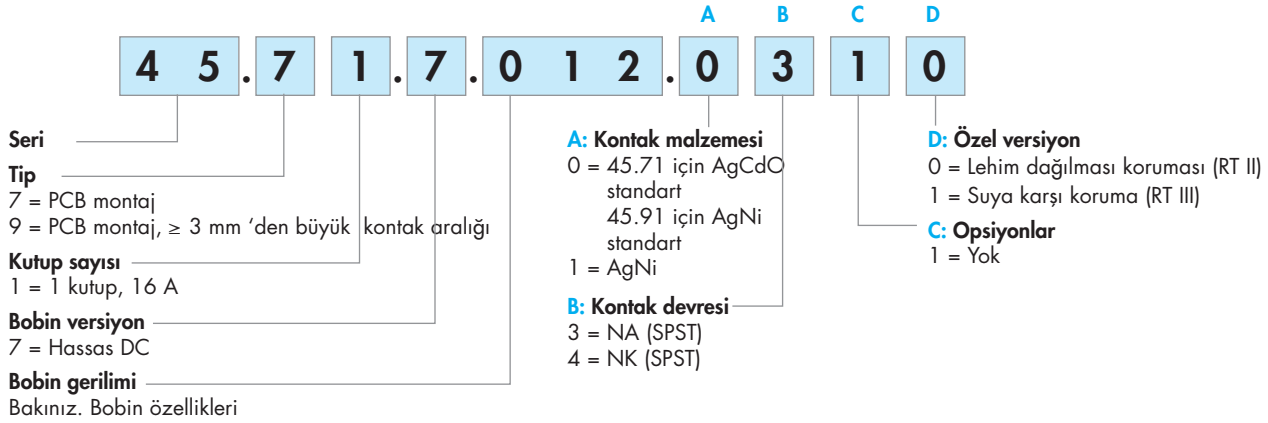 A B C D
4 5 . 7 1 . 7 . 0 1 2 . 0 3 1 0
Seri
Tip
7 = PCB montaj
9 = PCB montaj, ≥ 3 mm ‘den büyük kontak aralığı
Kutup sayısı
1 = 1 kutup, 16 A
Bobin versiyon
7 = Hassas DC
Bobin gerilimi
Bakınız. Bobin özellikleri
A: Kontak malzemesi
0 = 45.71 için AgCdO
standart
45.91 için AgNi
standart
1 = AgNi
B: Kontak devresi
3 = NA (SPST)
4 = NK (SPST)
D: Özel versiyon
0 = Lehim dağılması koruması (RT II)
1 = Suya karşı koruma (RT III)
C: Opsiyonlar
1 = Yok